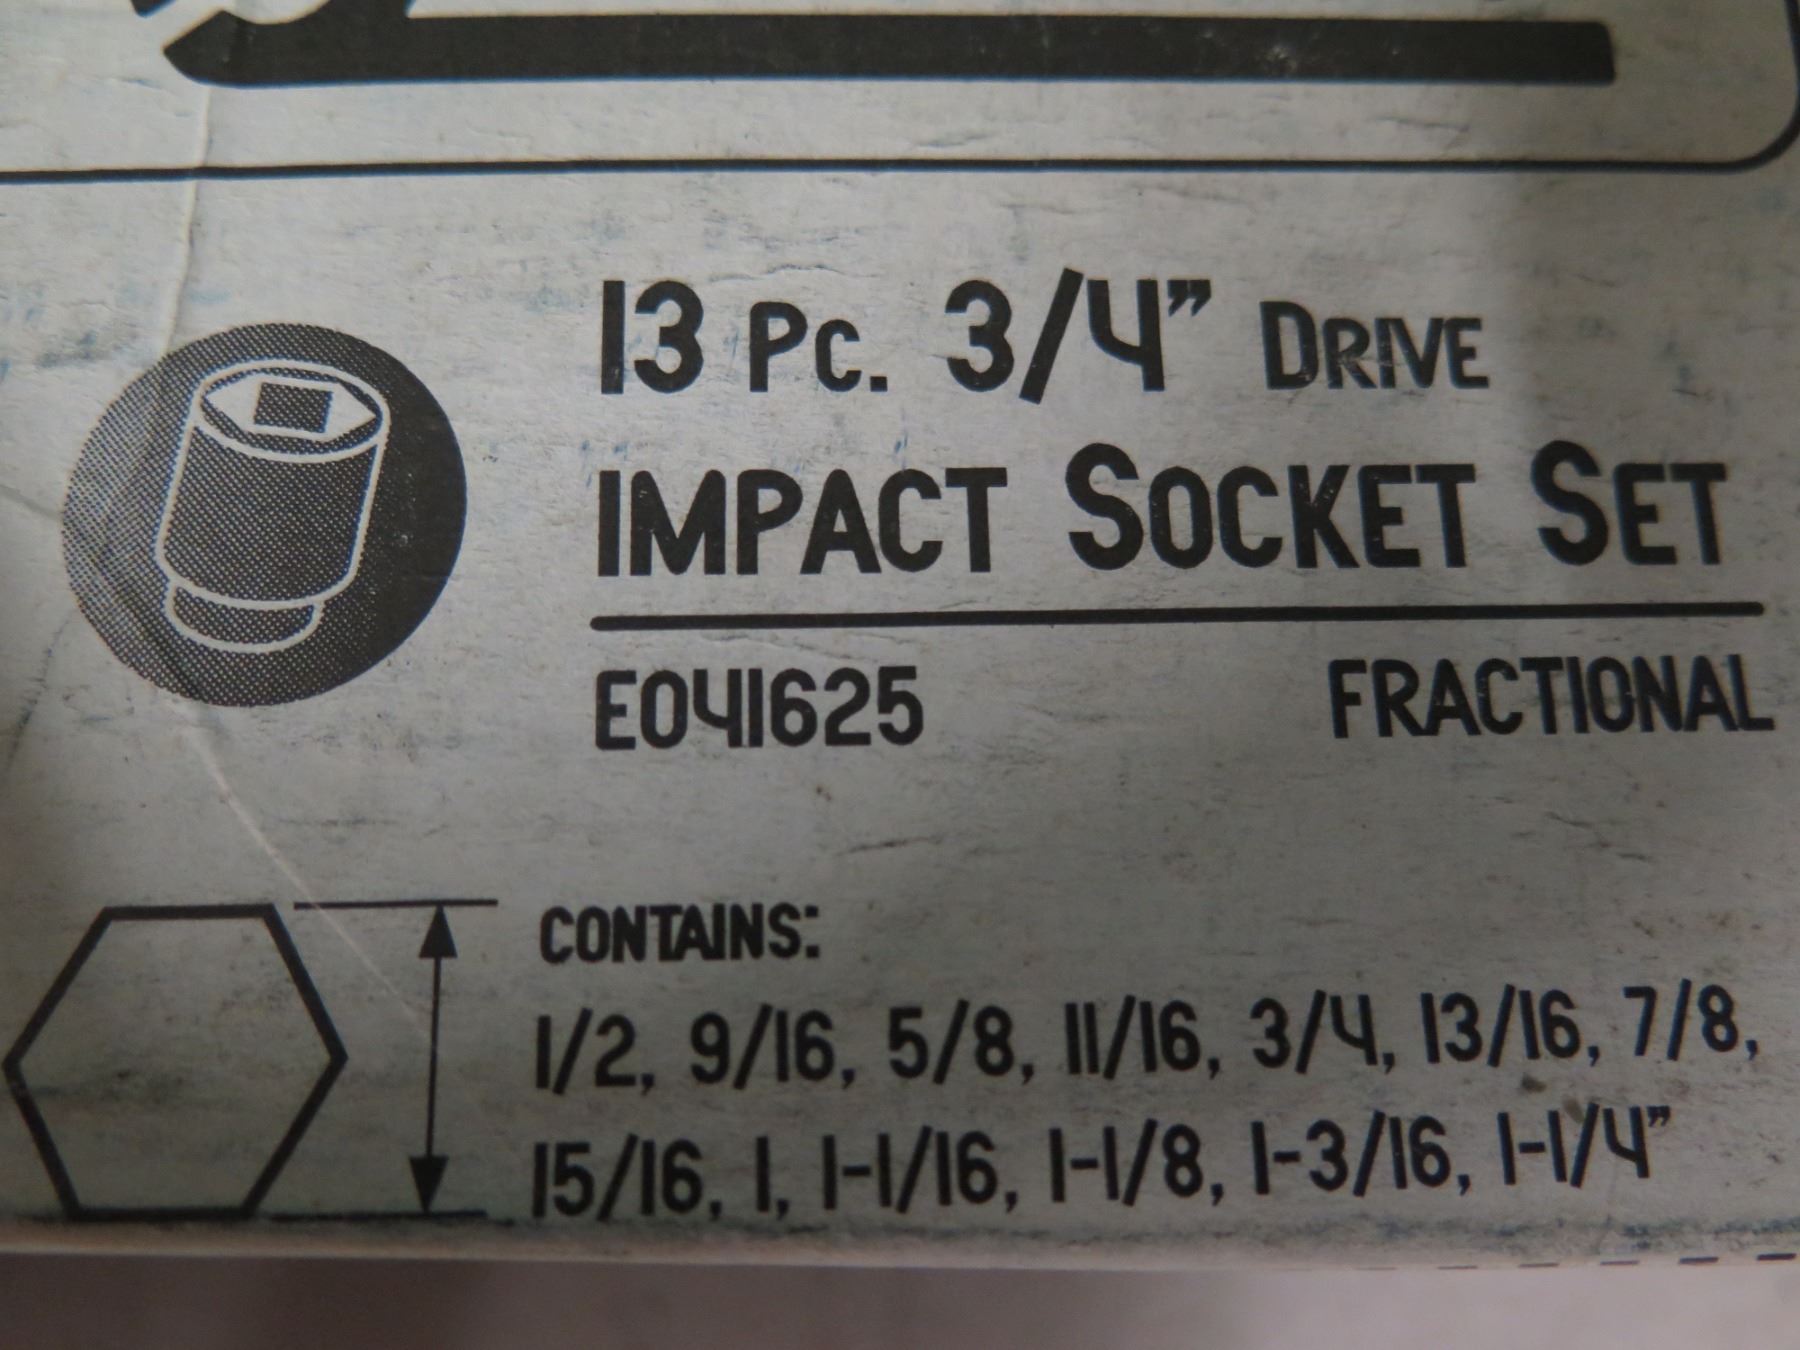 13 Pc. 3/4” DRIVE
IMPACT SOCKET SET
E041625 FRACTIONAL
CONTAINS:
1/2, 9/16, 5/8, 11/16, 3/4, 13/16, 7/8,
15/16, 1, 1-1/16, 1-1/8, 1-3/16, 1-1/4”